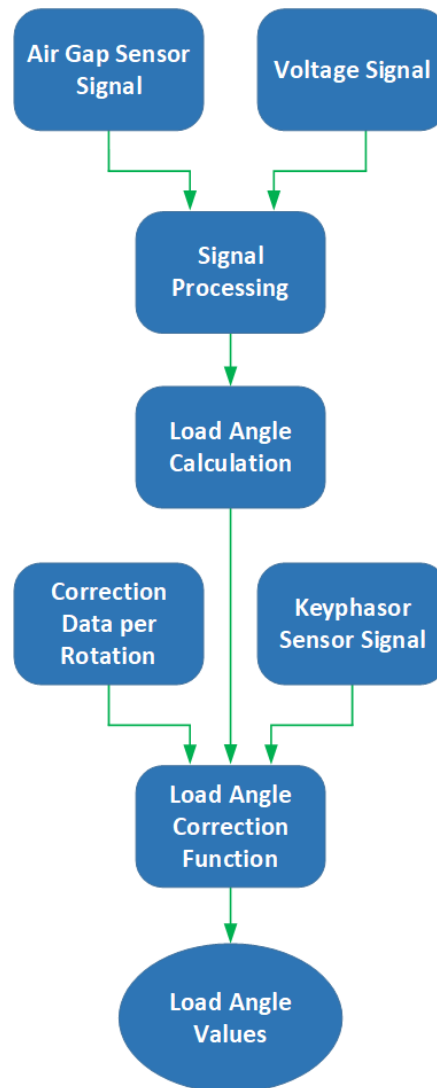 Air Gap Sensor
Signal
Voltage Signal
Signal
Processing
Load Angle
Calculation
Correction
Data per
Rotation
Keyphasor
Sensor Signal
Load Angle
Correction
Function
Load Angle
Values